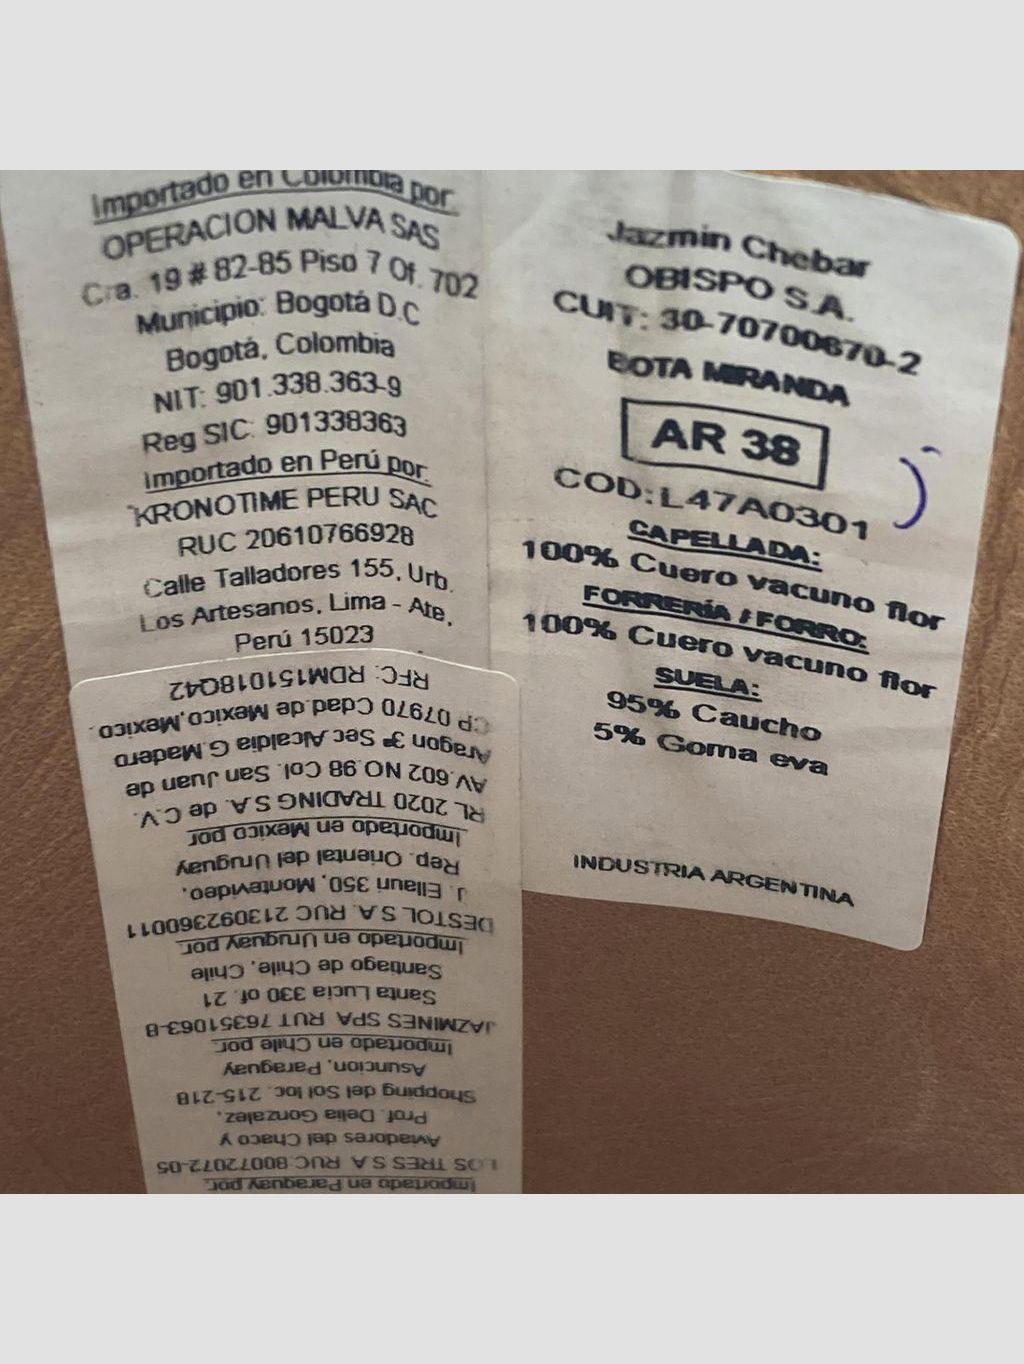 Importado en Colombia por
OPERACION MALVA SAS
Cra. 19 # 82-85 Piso 7 Of. 702
Municipio: Bogotá D.C
Bogotá, Colombia
NIT: 901.338.363-9
Reg SIC: 901338363
Importado en Perú por:
KRONOTIME PERU SAC
RUC 20610766928
Calle Talladores 155, Urb.
Los Artesanos, Lima - Ate,
Perú 15023
Jazmin Chebar
OBISPO S.A.
CUIT: 30-70700670-2
BOTA MIRANDA
AR 38
COD: L47A0301
CAPELLADA:
100% Cuero vacuno flor
FORRERÍA / FORRO:
100% Cuero vacuno flor
SUELA:
95% Caucho
5% Goma eva
INDUSTRIA ARGENTINA
Importado en Paraguay por:
LOS TRES S.A. RUC:80072072-05
Aviadores del Chaco y
Prof. Delia Gonzalez,
Shopping del Sol loc. 215-218
Asuncion, Paraguay
Importado en Chile por:
JAZMINES SPA RUT 76351063-8
Santa Lucia 330 of. 21
Santiago de Chile, Chile
Importado en Uruguay por:
DESTOL S.A. RUC 213092360011
J. Ellauri 350, Montevideo,
Rep. Oriental del Uruguay
Importado en Mexico por
RL 2020 TRADING S.A. de C.V.
AV.602 NO.98 Col. San Juan de
Aragon 3ª Sec Alcaldia G.Madero
CP 07970 Cdad de Mexico,Mexico.
RFC: RDM151018Q42